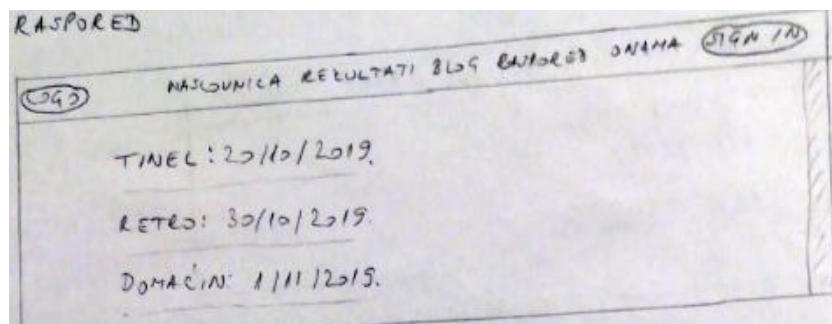 RASPORED
LOGO NASLOVNICA REZULTATI BLOG RASPORED O NAMA SIGN IN
TINEL: 20/10/2019.
RETRO: 30/10/2019.
DOMAĆIN: 1/11/2019.